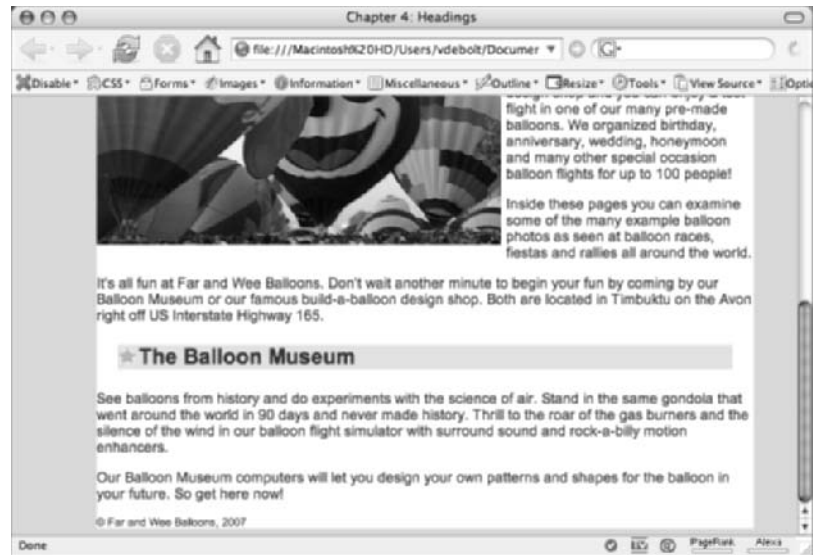 Chapter 4: Headings
file:///Macintosh%20HD/Users/vdebolt/Documer
Disable CSS Forms Images Information Miscellaneous Outline Resize Tools View Source Optio
design shop and you can enjoy a
flight in one of our many pre-made
balloons. We organized birthday,
anniversary, wedding, honeymoon
and many other special occasion
balloon flights for up to 100 people!
Inside these pages you can examine
some of the many example balloon
photos as seen at balloon races,
fiestas and rallies all around the world.
It's all fun at Far and Wee Balloons. Don't wait another minute to begin your fun by coming by our
Balloon Museum or our famous build-a-balloon design shop. Both are located in Timbuktu on the Avon
right off US Interstate Highway 165.
The Balloon Museum
See balloons from history and do experiments with the science of air. Stand in the same gondola that
went around the world in 90 days and never made history. Thrill to the roar of the gas burners and the
silence of the wind in our balloon flight simulator with surround sound and rock-a-billy motion
enhancers.
Our Balloon Museum computers will let you design your own patterns and shapes for the balloon in
your future. So get here now!
© Far and Wee Balloons, 2007
Done PageRank Alexa